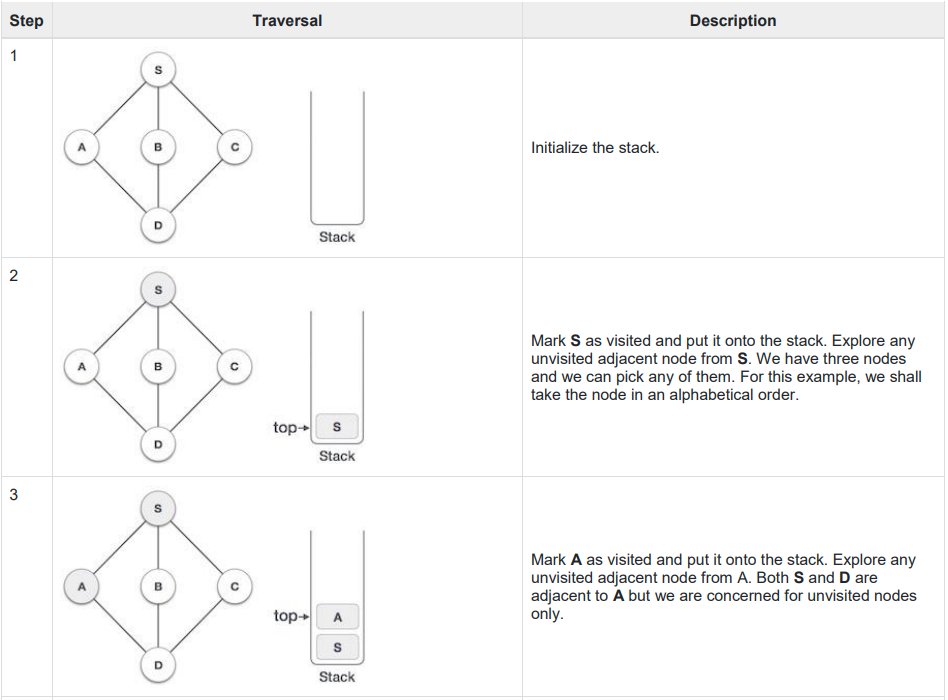 Step Traversal Description
1
S
A B C
D
Stack
Initialize the stack.
2
S
A B C
D
top→ S
Stack
Mark S as visited and put it onto the stack. Explore any
unvisited adjacent node from S. We have three nodes
and we can pick any of them. For this example, we shall
take the node in an alphabetical order.
3
S
A B C
D
top→ A
S
Stack
Mark A as visited and put it onto the stack. Explore any
unvisited adjacent node from A. Both S and D are
adjacent to A but we are concerned for unvisited nodes
only.